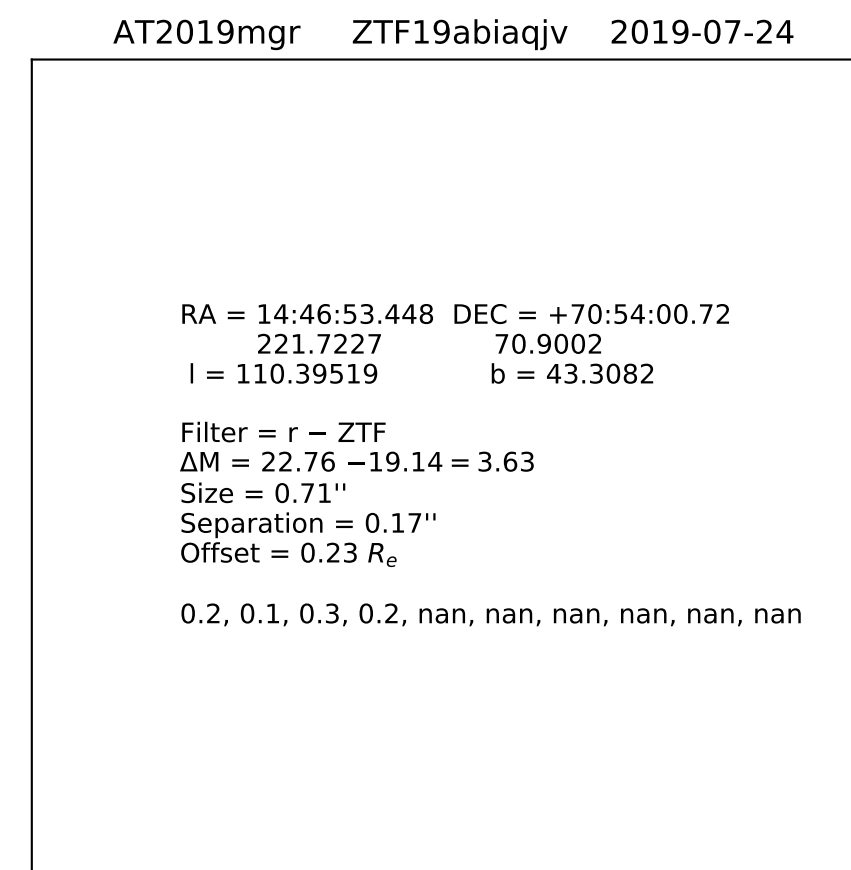 AT2019mgr ZTF19abiaqjv 2019-07-24
RA = 14:46:53.448 DEC = +70:54:00.72
221.7227 70.9002
l = 110.39519 b = 43.3082
Filter = r − ZTF
ΔM = 22.76 −19.14 = 3.63
Size = 0.71''
Separation = 0.17''
Offset = 0.23 Re
0.2, 0.1, 0.3, 0.2, nan, nan, nan, nan, nan, nan